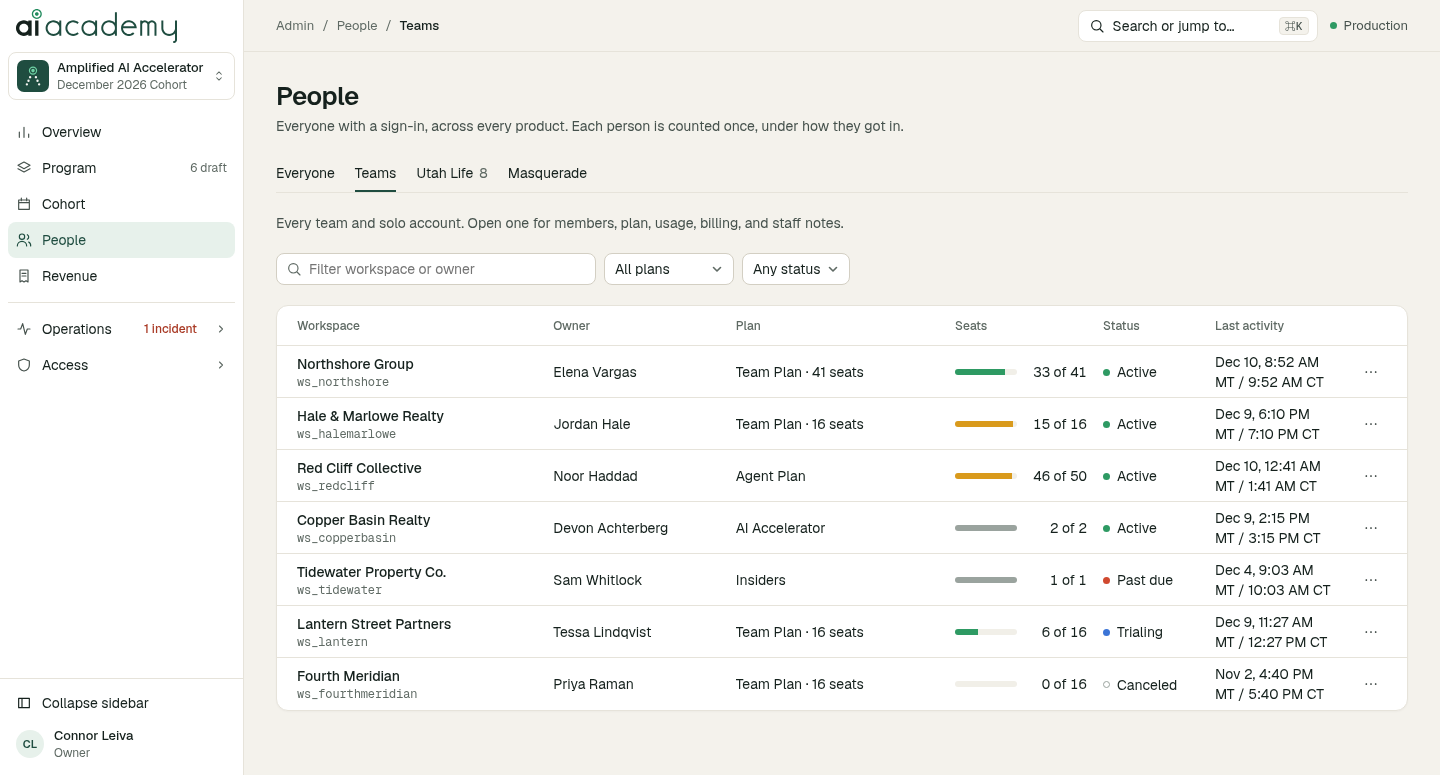 ai academy
Amplified AI Accelerator
December 2026 Cohort
Overview
Program 6 draft
Cohort
People
Revenue
Operations 1 incident
Access
Collapse sidebar
CL
Connor Leiva
Owner
Admin / People / Teams
Search or jump to… ⌘K
Production
People
Everyone with a sign-in, across every product. Each person is counted once, under how they got in.
Everyone Teams Utah Life 8 Masquerade
Every team and solo account. Open one for members, plan, usage, billing, and staff notes.
Filter workspace or owner All plans Any status
Workspace Owner Plan Seats Status Last activity
Northshore Group Elena Vargas Team Plan · 41 seats 33 of 41 Active Dec 10, 8:52 AM
ws_northshore MT / 9:52 AM CT
Hale & Marlowe Realty Jordan Hale Team Plan · 16 seats 15 of 16 Active Dec 9, 6:10 PM
ws_halemarlowe MT / 7:10 PM CT
Red Cliff Collective Noor Haddad Agent Plan 46 of 50 Active Dec 10, 12:41 AM
ws_redcliff MT / 1:41 AM CT
Copper Basin Realty Devon Achterberg AI Accelerator 2 of 2 Active Dec 9, 2:15 PM
ws_copperbasin MT / 3:15 PM CT
Tidewater Property Co. Sam Whitlock Insiders 1 of 1 Past due Dec 4, 9:03 AM
ws_tidewater MT / 10:03 AM CT
Lantern Street Partners Tessa Lindqvist Team Plan · 16 seats 6 of 16 Trialing Dec 9, 11:27 AM
ws_lantern MT / 12:27 PM CT
Fourth Meridian Priya Raman Team Plan · 16 seats 0 of 16 Canceled Nov 2, 4:40 PM
ws_fourthmeridian MT / 5:40 PM CT